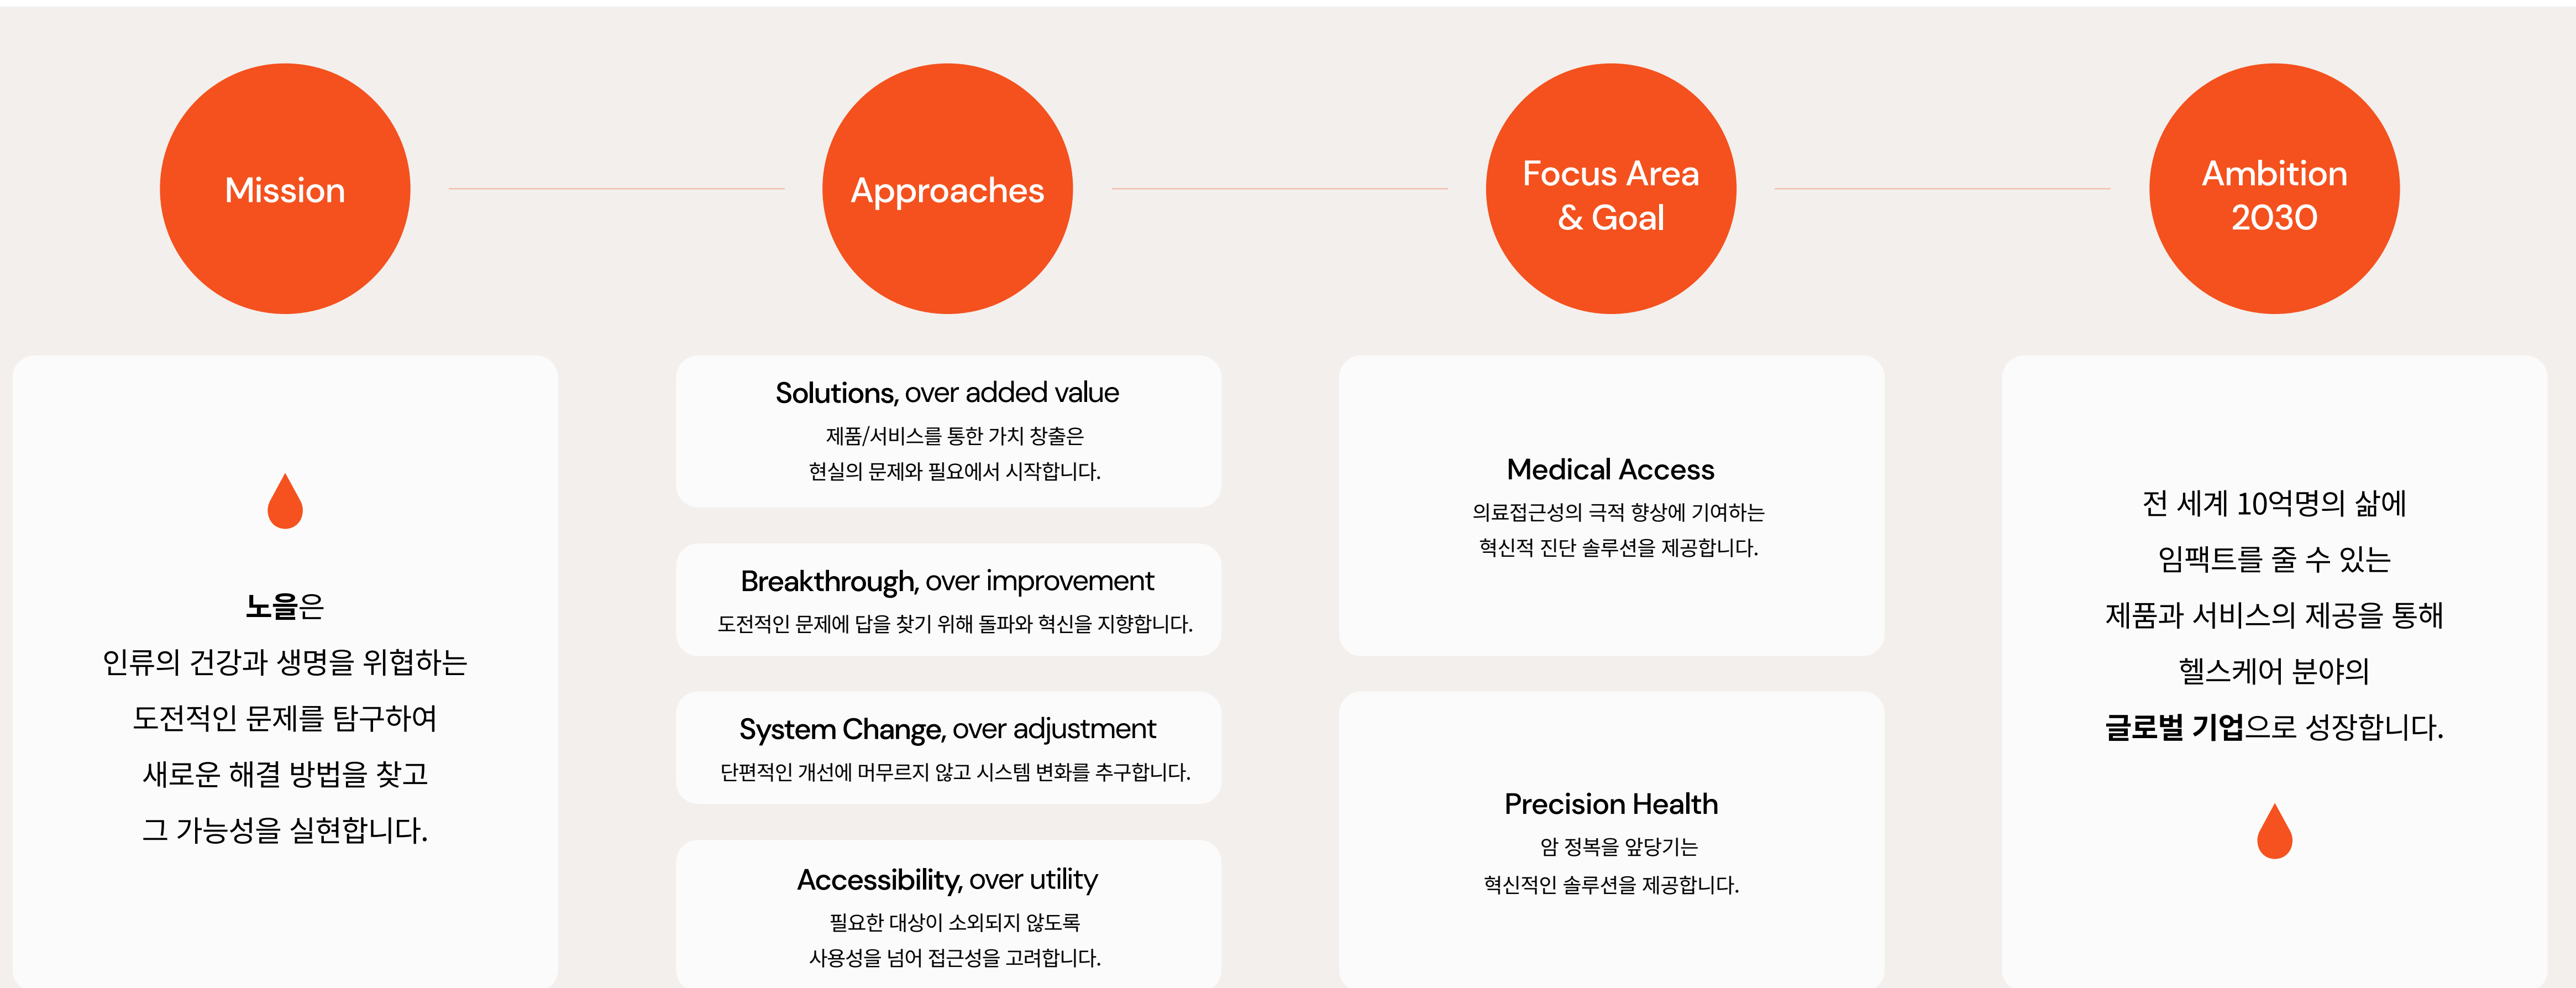 Mission
노을은
인류의 건강과 생명을 위협하는
도전적인 문제를 탐구하여
새로운 해결 방법을 찾고
그 가능성을 실현합니다.
Approaches
Solutions, over added value
제품/서비스를 통한 가치 창출은
현실의 문제와 필요에서 시작합니다.
Breakthrough, over improvement
도전적인 문제에 답을 찾기 위해 돌파와 혁신을 지향합니다.
System Change, over adjustment
단편적인 개선에 머무르지 않고 시스템 변화를 추구합니다.
Accessibility, over utility
필요한 대상이 소외되지 않도록
사용성을 넘어 접근성을 고려합니다.
Focus Area
& Goal
Medical Access
의료접근성의 극적 향상에 기여하는
혁신적 진단 솔루션을 제공합니다.
Precision Health
암 정복을 앞당기는
혁신적인 솔루션을 제공합니다.
Ambition
2030
전 세계 10억명의 삶에
임팩트를 줄 수 있는
제품과 서비스의 제공을 통해
헬스케어 분야의
글로벌 기업으로 성장합니다.